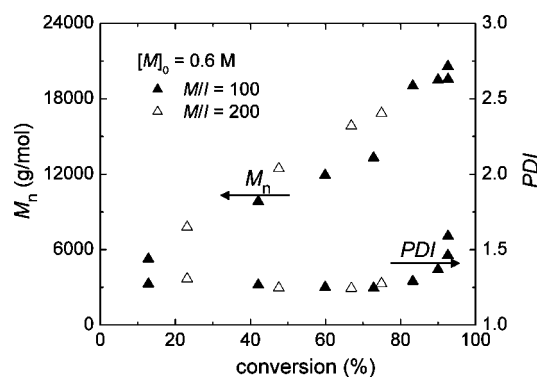 24000
18000
12000
6000
0
M_n (g/mol)
[M]_0 = 0.6 M
▲ M/I = 100
△ M/I = 200
M_n
PDI
3.0
2.5
2.0
1.5
1.0
PDI
0 20 40 60 80 100
conversion (%)